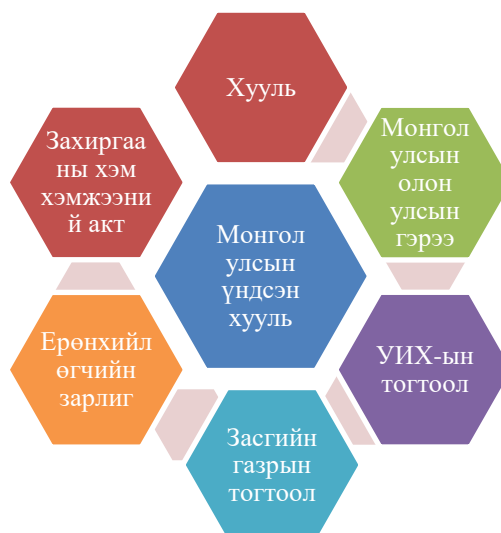 Хууль
Монгол
улсын
олон
улсын
гэрээ
УИХ-ын
тогтоол
Засгийн
газрын
тогтоол
Ерөнхийл
өгчийн
зарлиг
Захиргаа
ны хэм
хэмжээни
й акт
Монгол
улсын
үндсэн
хууль